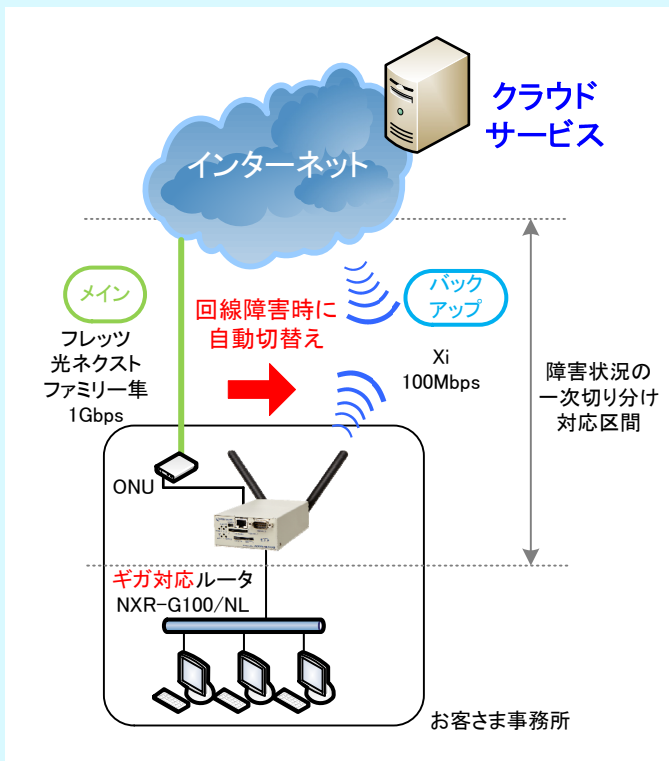 クラウド
サービス
インターネット
メイン
フレッツ
光ネクスト
ファミリー隼
1Gbps
回線障害時に
自動切替え
バック
アップ
Xi
100Mbps
障害状況の
一次切り分け
対応区間
ONU
ギガ対応ルータ
NXR-G100/NL
お客さま事務所